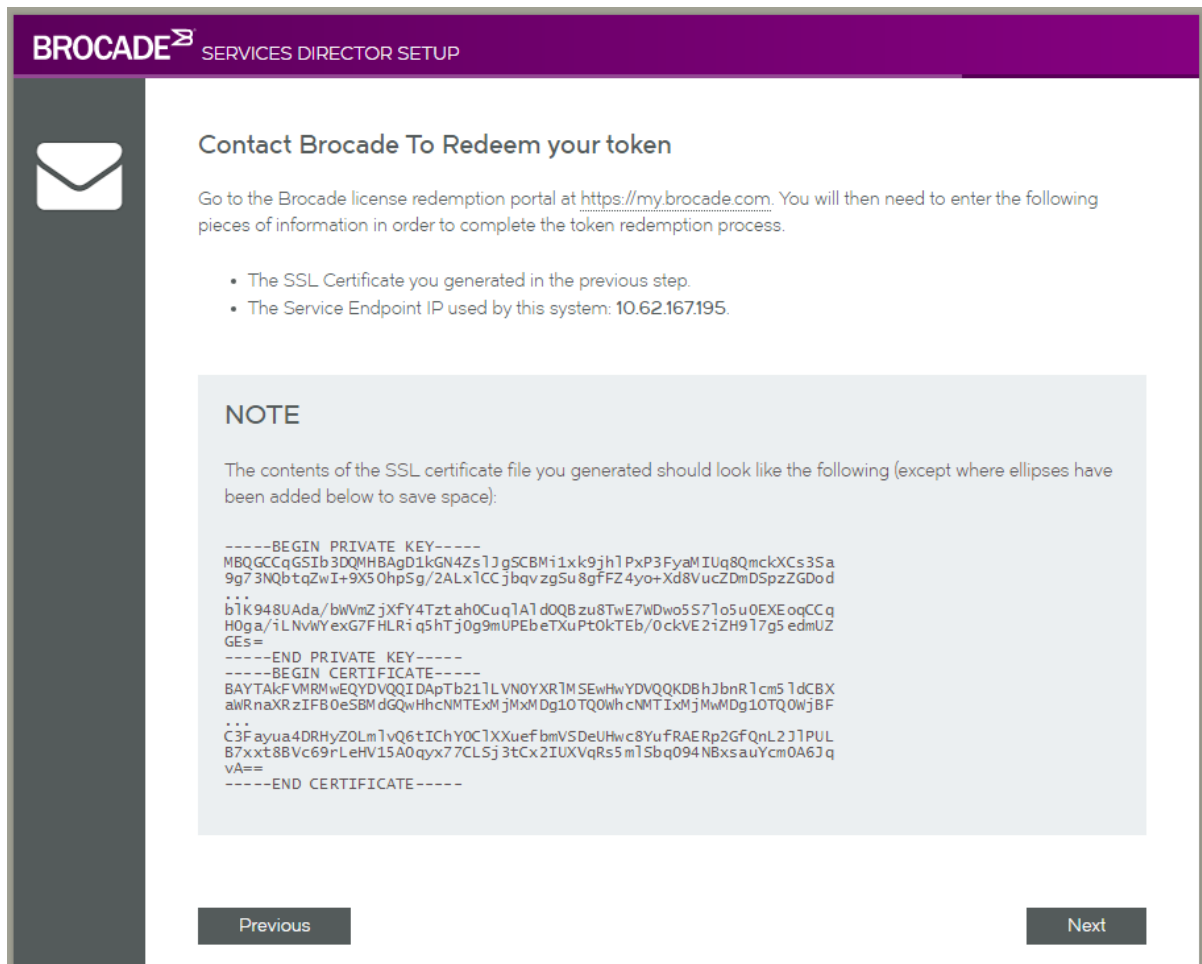 BROCADE SERVICES DIRECTOR SETUP
Contact Brocade To Redeem your token
Go to the Brocade license redemption portal at https://my.brocade.com. You will then need to enter the following
pieces of information in order to complete the token redemption process.
• The SSL Certificate you generated in the previous step.
• The Service Endpoint IP used by this system: 10.62.167.195.
NOTE
The contents of the SSL certificate file you generated should look like the following (except where ellipses have
been added below to save space):
-----BEGIN PRIVATE KEY-----
MBQGCCqGSIb3DQMHBAgD1kGN4ZslJgSCBMi1xk9jhlPxP3FyaMIUq8QmckXCs3Sa
9g73NQbtqZwI+9X5OhpSg/2ALxlCCjbqvzgSu8gfFZ4yo+Xd8VucZDmDSpzZGDod
...
blK948UAda/bWVmZjXfY4TztahOCuqlAldOQBzu8TwE7WDwo5S7lo5u0EXEoqCCq
H0ga/iLNvWYexG7FHLRiq5hTj0g9mUPEbeTXuPtOkTEb/0ckVE2iZH9l7g5edmUZ
GEs=
-----END PRIVATE KEY-----
-----BEGIN CERTIFICATE-----
BAYTAkFVMRMwEQYDVQQIDApTb21lLVN0YXRlMSEwHwYDVQQKDBhJbnRlcm5ldCBX
aWRnaXRzIFB0eSBMdGQwHhcNMTExMjMxMDg1OTQ0WhcNMTIxMjMwMDg1OTQ0WjBF
...
C3Fayua4DRHyZOLmlvQ6tIChY0ClXXuefbmVSDeUHwc8YufRAERp2GfQnL2JlPUL
B7xxt8BVc69rLeHV15A0qyx77CLSj3tCx2IUXVqRs5mlSbq094NBxsauYcm0A6Jq
vA==
-----END CERTIFICATE-----
Previous
Next